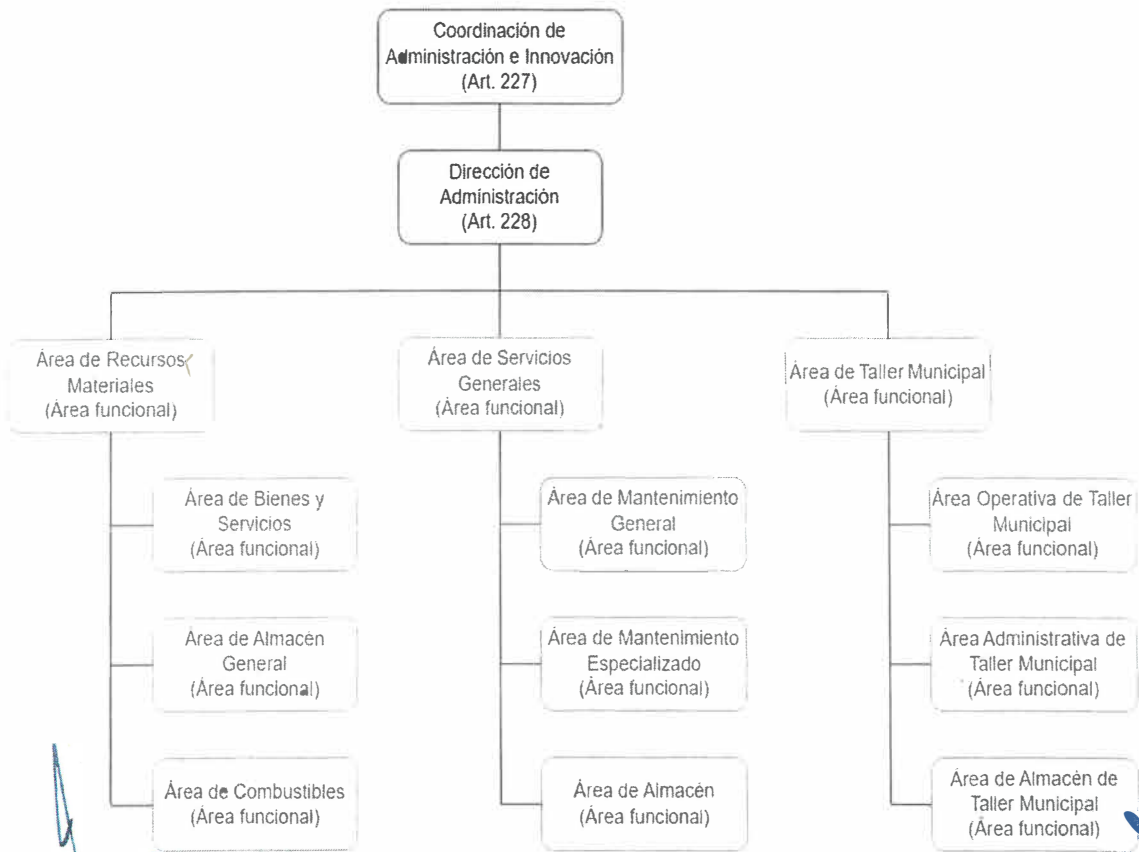 Coordinación de
Administración e Innovación
(Art. 227)
Dirección de
Administración
(Art. 228)
Área de Recursos
Materiales
(Área funcional)
Área de Servicios
Generales
(Área funcional)
Área de Taller Municipal
(Área funcional)
Área de Bienes y
Servicios
(Área funcional)
Área de Mantenimiento
General
(Área funcional)
Área Operativa de Taller
Municipal
(Área funcional)
Área de Almacén
General
(Área funcional)
Área de Mantenimiento
Especializado
(Área funcional)
Área Administrativa de
Taller Municipal
(Área funcional)
Área de Combustibles
(Área funcional)
Área de Almacén
(Área funcional)
Área de Almacén de
Taller Municipal
(Área funcional)